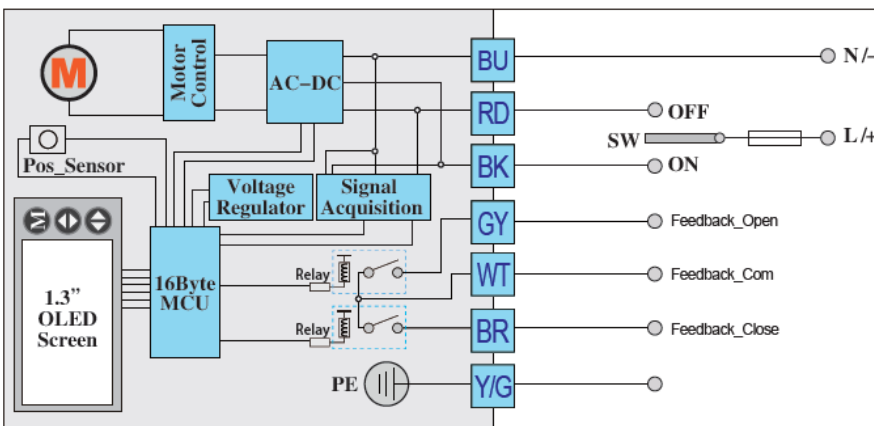 M
Motor
Control
AC-DC
BU
N/-
RD
OFF
SW
L/+
BK
ON
Pos_Sensor
Voltage
Regulator
Signal
Acquisition
GY
Feedback_Open
M
16Byte
MCU
Relay
WT
Feedback_Com
1.3”
OLED
Screen
Relay
BR
Feedback_Close
PE
Y/G